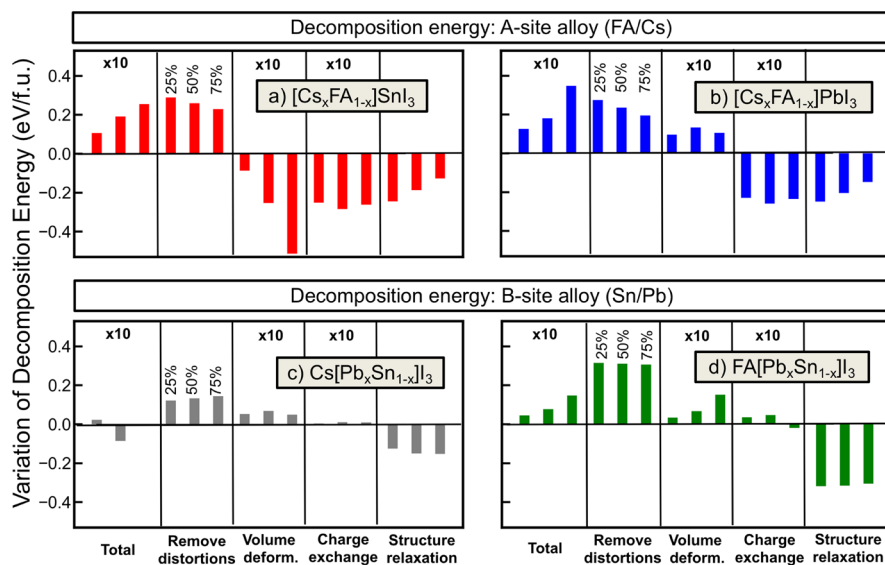 Decomposition energy: A-site alloy (FA/Cs)
Variation of Decomposition Energy (eV/f.u.)
x10 x10 x10
25% 50% 75%
a) [CsxFA1-x]SnI3
0.4
0.2
0.0
−0.2
−0.4
x10 x10 x10
25% 50% 75%
b) [CsxFA1-x]PbI3
Decomposition energy: B-site alloy (Sn/Pb)
x10 x10 x10
25% 50% 75%
c) Cs[PbxSn1-x]I3
0.4
0.2
0.0
−0.2
−0.4
Total
Remove distortions
Volume deform.
Charge exchange
Structure relaxation
x10 x10 x10
25% 50% 75%
d) FA[PbxSn1-x]I3
Total
Remove distortions
Volume deform.
Charge exchange
Structure relaxation